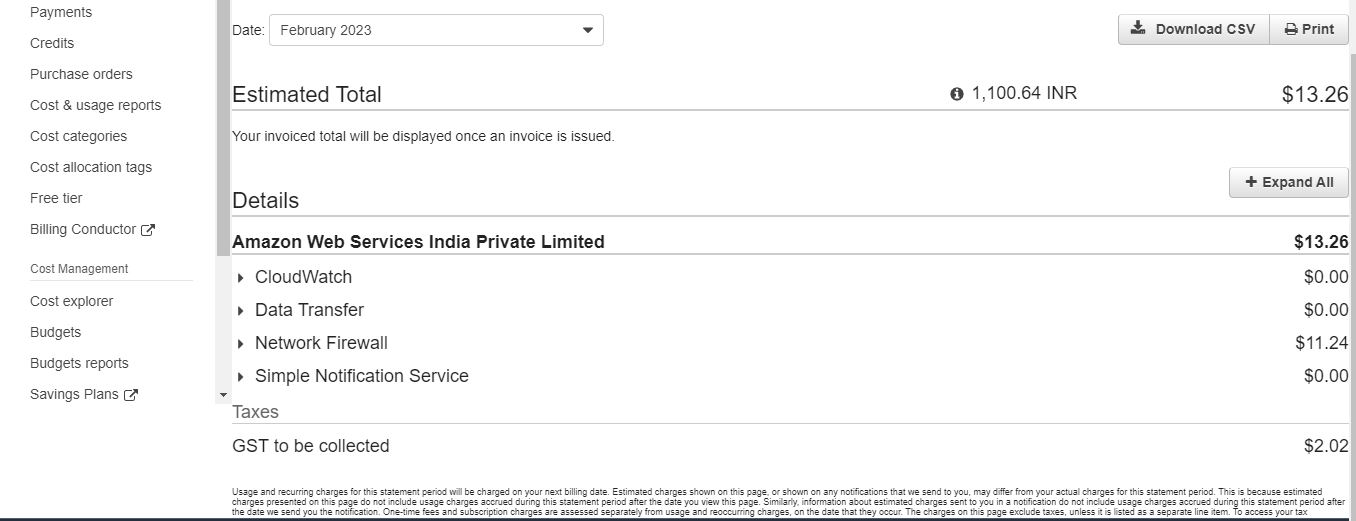 Payments
Credits
Purchase orders
Cost & usage reports
Cost categories
Cost allocation tags
Free tier
Billing Conductor
Cost Management
Cost explorer
Budgets
Budgets reports
Savings Plans
Date: February 2023
Download CSV Print
Estimated Total 1,100.64 INR $13.26
Your invoiced total will be displayed once an invoice is issued.
Expand All
Details
Amazon Web Services India Private Limited $13.26
CloudWatch $0.00
Data Transfer $0.00
Network Firewall $11.24
Simple Notification Service $0.00
Taxes
GST to be collected $2.02
Usage and recurring charges for this statement period will be charged on your next billing date. Estimated charges shown on this page, or shown on any notifications that we send to you, may differ from your actual charges for this statement period. This is because estimated
charges presented on this page do not include usage charges accrued during this statement period after the date you view this page. Similarly, information about estimated charges sent to you in a notification do not include usage charges accrued during this statement period after
the date we send you the notification. One-time fees and subscription charges are assessed separately from usage and reoccurring charges, on the date that they occur. The charges on this page exclude taxes, unless it is listed as a separate line item. To access your tax